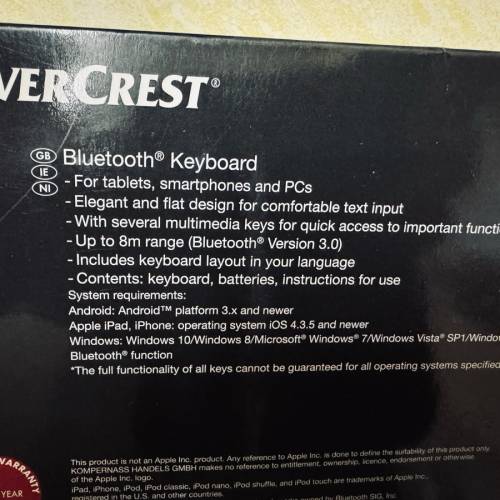 VERCREST®
GB Bluetooth® Keyboard
IE
NI
- For tablets, smartphones and PCs
- Elegant and flat design for comfortable text input
- With several multimedia keys for quick access to important functi
- Up to 8m range (Bluetooth® Version 3.0)
- Includes keyboard layout in your language
- Contents: keyboard, batteries, instructions for use
System requirements:
Android: Android™ platform 3.x and newer
Apple iPad, iPhone: operating system iOS 4.3.5 and newer
Windows: Windows 10/Windows 8/Microsoft® Windows® 7/Windows Vista® SP1/Window
Bluetooth® function
*The full functionality of all keys cannot be guaranteed for all operating systems specified
This product is not an Apple Inc. product. Any reference to Apple Inc. is done to define the suitability of this product only.
KOMPERNASS HANDELS GMBH makes no reference to entitlement, ownership, licence, endorsement or otherwise
of the Apple Inc. logo.
iPad, iPhone, iPod, iPod classic, iPod nano, iPod shuffle, and iPod touch are trademarks of Apple Inc.,
registered in the U.S. and other countries.
owned by Bluetooth SIG, Inc.
WARRANTY
YEAR